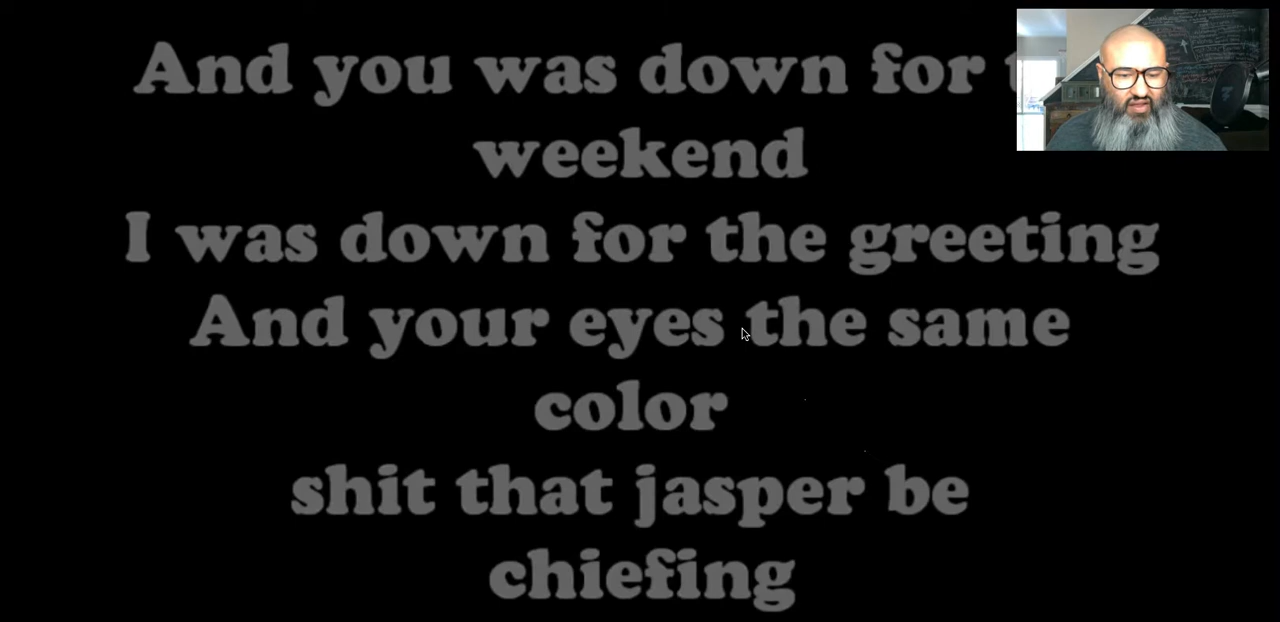 And you was down for
weekend
I was down for the greeting
And your eyes the same
color
shit that jasper be
chiefing